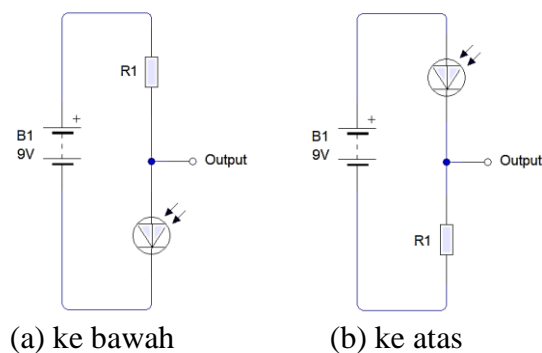 R1
+
B1
9V
Output
(a) ke bawah
+
B1
9V
Output
R1
(b) ke atas